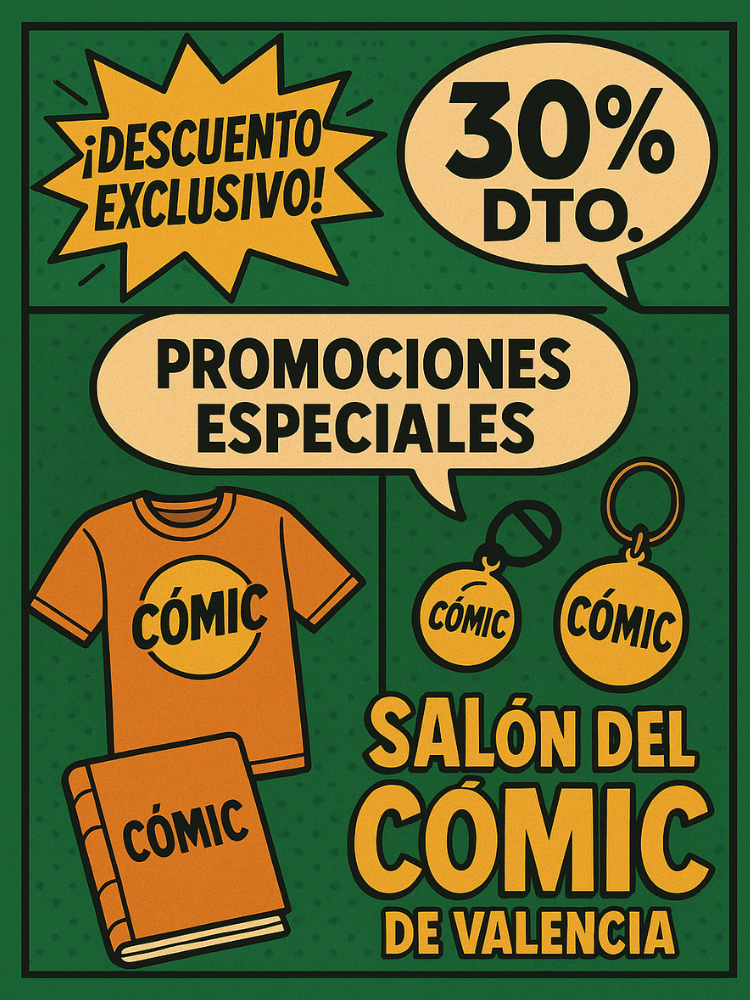 ¡DESCUENTO
EXCLUSIVO!
30%
DTO.
PROMOCIONES
ESPECIALES
CÓMIC
CÓMIC
CÓMIC
CÓMIC
SALÓN DEL
CÓMIC
DE VALENCIA